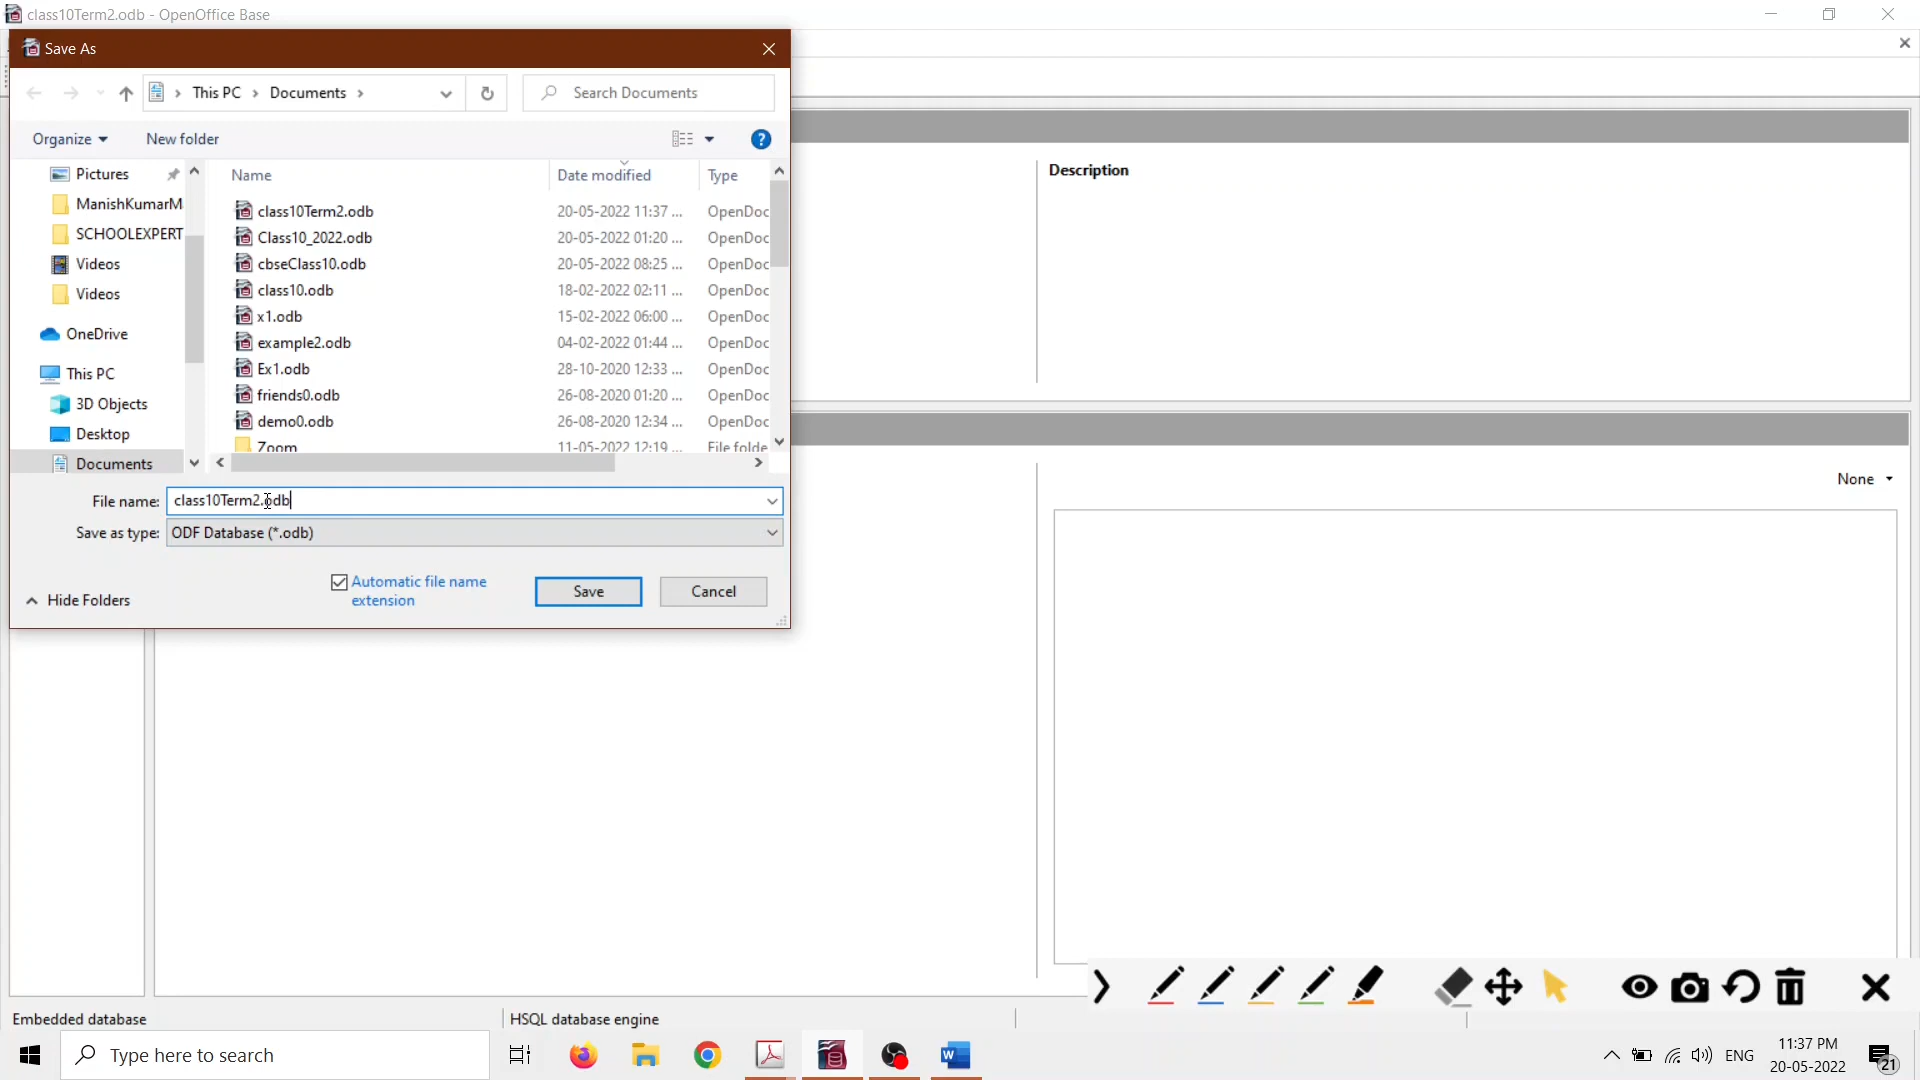 class10Term2.odb - OpenOffice Base
Save As
This PC
Documents
Search Documents
Organize
New folder
?
Pictures
ManishKumarM
SCHOOLEXPERT
Videos
Videos
OneDrive
This PC
3D Objects
Desktop
Documents
Name
Date modified
Type
class10Term2.odb
20-05-2022 11:37 ...
OpenDoc
Class10_2022.odb
20-05-2022 01:20 ...
OpenDoc
cbseClass10.odb
20-05-2022 08:25 ...
OpenDoc
class10.odb
18-02-2022 02:11 ...
OpenDoc
x1.odb
15-02-2022 06:00 ...
OpenDoc
example2.odb
04-02-2022 01:44 ...
OpenDoc
Ex1.odb
28-10-2020 12:33 ...
OpenDoc
friends0.odb
26-08-2020 01:20 ...
OpenDoc
demo0.odb
26-08-2020 12:34 ...
OpenDoc
Zoom
11-05-2022 12:19 ...
File folde
File name:
class10Term2.odb
Save as type:
ODF Database (*.odb)
Automatic file name
extension
Save
Cancel
Hide Folders
Description
None
Embedded database
HSQL database engine
Type here to search
W
ENG
11:37 PM
20-05-2022
21